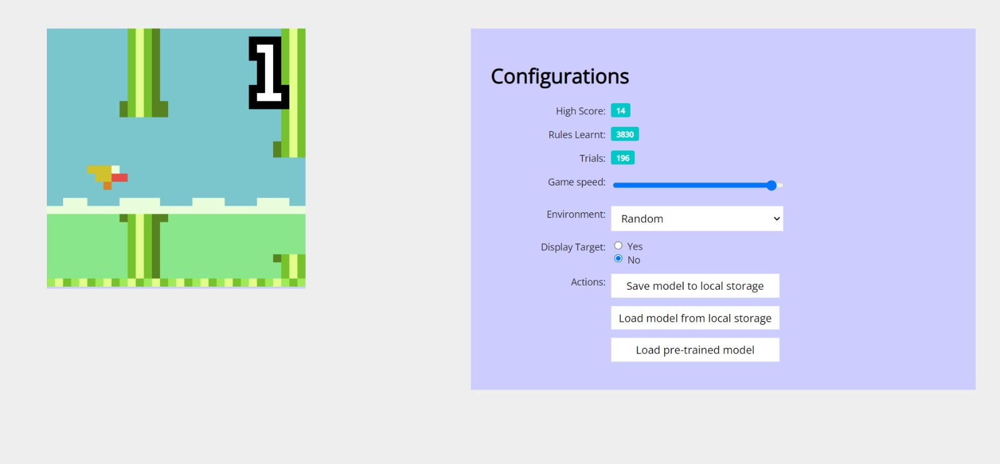 1
Configurations
High Score: 14
Rules Learnt: 3830
Trials: 196
Game speed:
Environment: Random
Display Target: Yes
No
Actions: Save model to local storage
Load model from local storage
Load pre-trained model